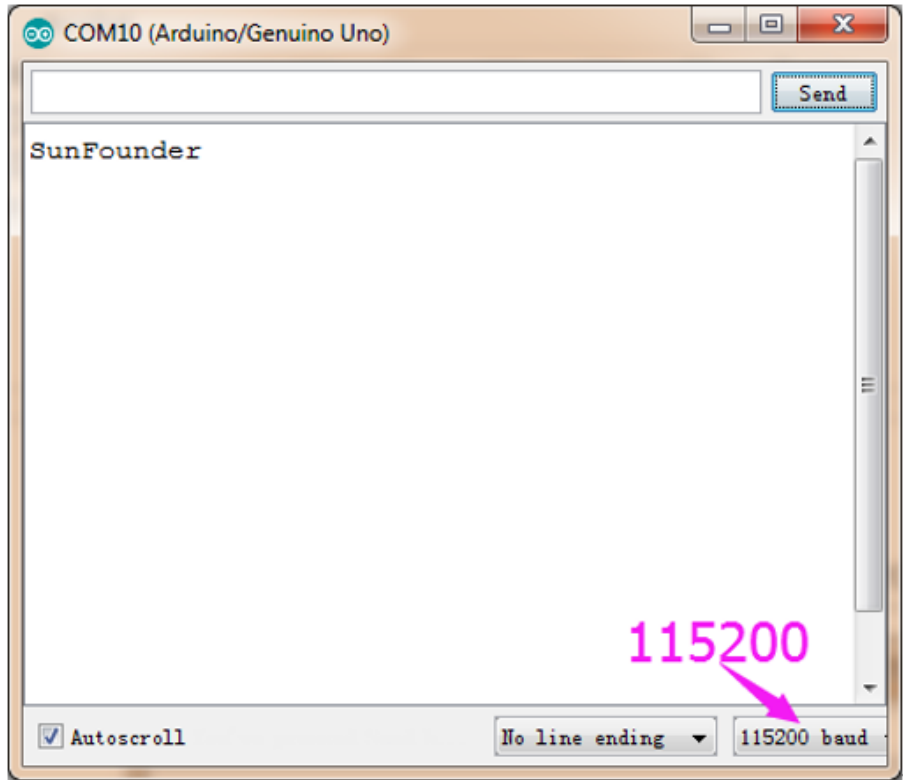 COM10 (Arduino/Genuino Uno)
Send
SunFounder
115200
Autoscroll
No line ending
115200 baud